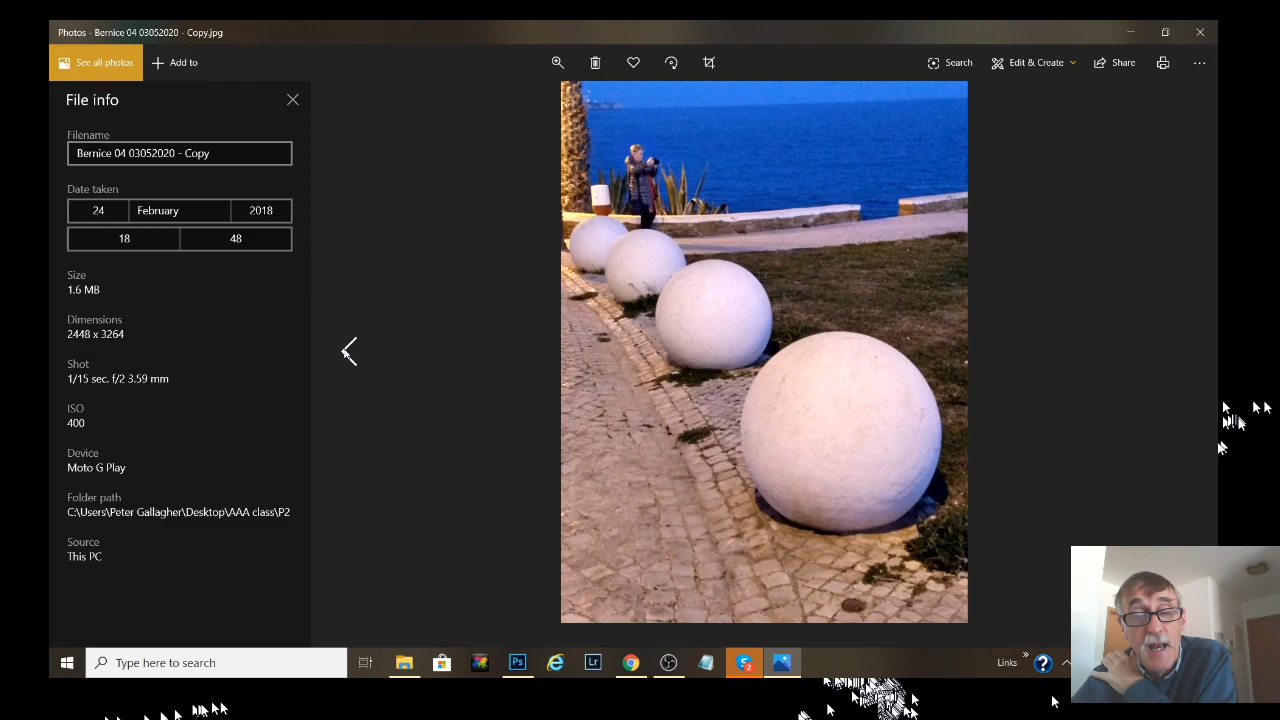 Photos - Bernice 04 03052020 - Copy.jpg
See all photos
Add to
Search
Edit & Create
Share
File info
Filename
Bernice 04 03052020 - Copy
Date taken
24 February 2018
18 48
Size
1.6 MB
Dimensions
2448 x 3264
Shot
1/15 sec. f/2 3.59 mm
ISO
400
Device
Moto G Play
Folder path
C:\Users\Peter Gallagher\Desktop\AAA class\P2
Source
This PC
Type here to search
Ps
Lr
2
Links
»
?